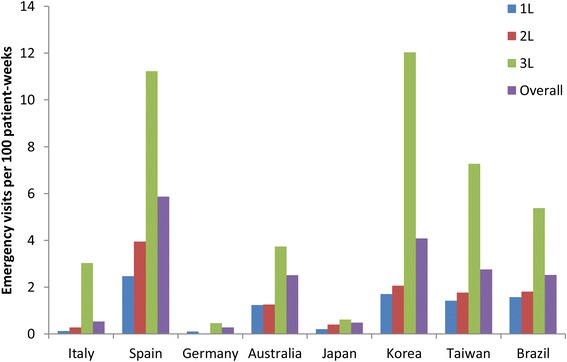 Emergency visits per 100 patient-weeks
14
12
10
8
6
4
2
0
Italy Spain Germany Australia Japan Korea Taiwan Brazil
1L
2L
3L
Overall